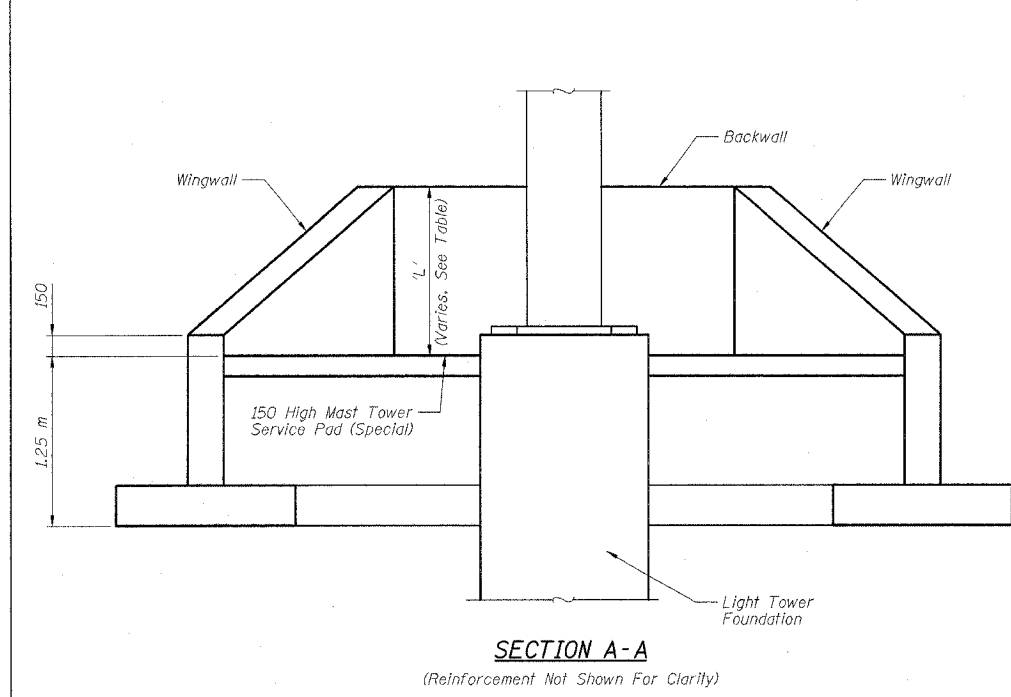 Backwall
Wingwall
Wingwall
'L'
(Varies, See Table)
150
1.25 m
150 High Mast Tower
Service Pad (Special)
Light Tower
Foundation
SECTION A-A
(Reinforcement Not Shown For Clarity)